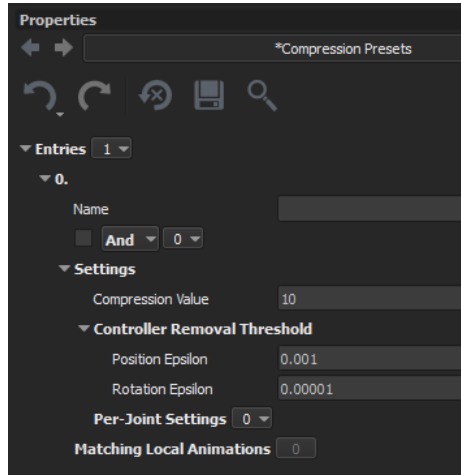 Properties
*Compression Presets
Entries 1
0.
Name
And 0
Settings
Compression Value 10
Controller Removal Threshold
Position Epsilon 0.001
Rotation Epsilon 0.00001
Per-Joint Settings 0
Matching Local Animations 0